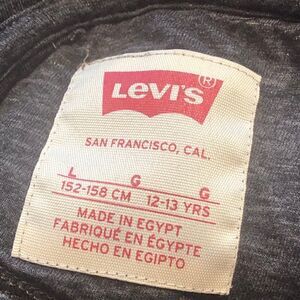 Levi's ®
SAN FRANCISCO, CAL.
L G G
152-158 CM 12-13 YRS
MADE IN EGYPT
FABRIQUÉ EN ÉGYPTE
HECHO EN EGIPTO